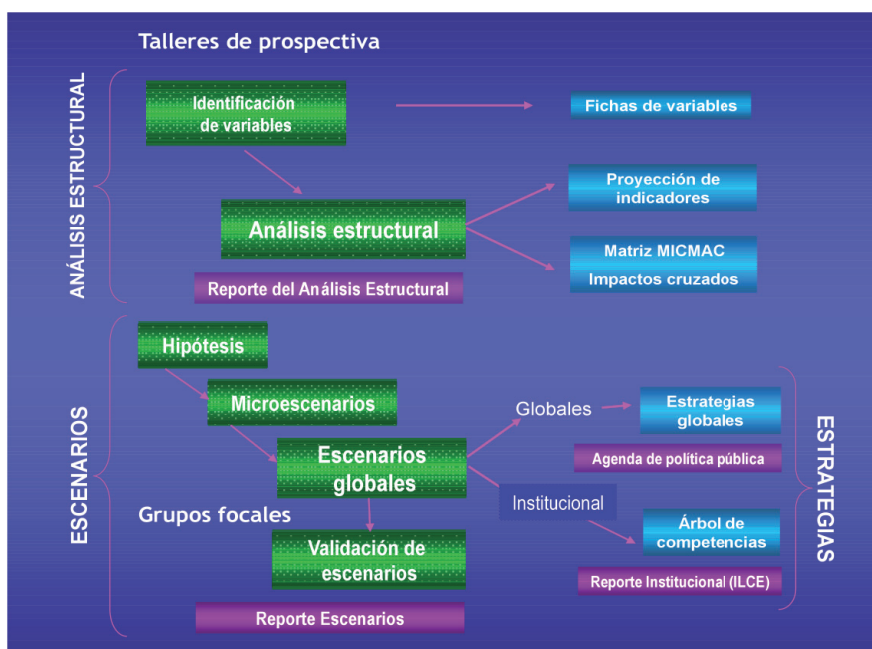 Talleres de prospectiva
ANÁLISIS ESTRUCTURAL
Identificación
de variables
Fichas de variables
Análisis estructural
Proyección de
indicadores
Matriz MICMAC
Impactos cruzados
Reporte del Análisis Estructural
ESCENARIOS
Hipótesis
Microescenarios
Escenarios
globales
Globales
Estrategias
globales
Agenda de política pública
Institucional
Árbol de
competencias
Reporte Institucional (ILCE)
ESTRATEGIAS
Grupos focales
Validación de
escenarios
Reporte Escenarios